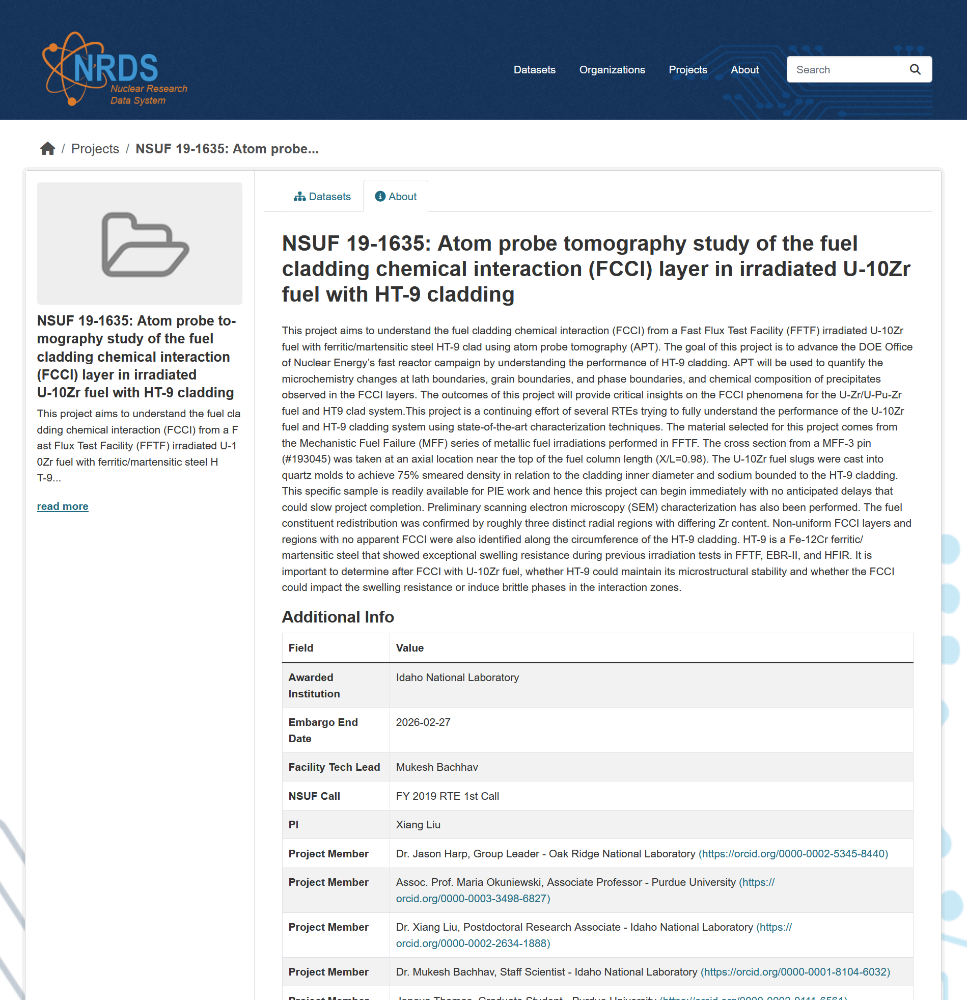 NRDS
Nuclear Research
Data System
Datasets
Organizations
Projects
About
Search
/ Projects / NSUF 19-1635: Atom probe...
NSUF 19-1635: Atom probe to-
mography study of the fuel
cladding chemical interaction
(FCCI) layer in irradiated
U-10Zr fuel with HT-9 cladding
This project aims to understand the fuel cla
dding chemical interaction (FCCI) from a F
ast Flux Test Facility (FFTF) irradiated U-1
0Zr fuel with ferritic/martensitic steel H
T-9...
read more
Datasets
About
NSUF 19-1635: Atom probe tomography study of the fuel
cladding chemical interaction (FCCI) layer in irradiated U-10Zr
fuel with HT-9 cladding
This project aims to understand the fuel cladding chemical interaction (FCCI) from a Fast Flux Test Facility (FFTF) irradiated U-10Zr
fuel with ferritic/martensitic steel HT-9 clad using atom probe tomography (APT). The goal of this project is to advance the DOE Office
of Nuclear Energy’s fast reactor campaign by understanding the performance of HT-9 cladding. APT will be used to quantify the
microchemistry changes at lath boundaries, grain boundaries, and phase boundaries, and chemical composition of precipitates
observed in the FCCI layers. The outcomes of this project will provide critical insights on the FCCI phenomena for the U-Zr/U-Pu-Zr
fuel and HT9 clad system.This project is a continuing effort of several RTEs trying to fully understand the performance of the U-10Zr
fuel and HT-9 cladding system using state-of-the-art characterization techniques. The material selected for this project comes from
the Mechanistic Fuel Failure (MFF) series of metallic fuel irradiations performed in FFTF. The cross section from a MFF-3 pin
(#193045) was taken at an axial location near the top of the fuel column length (X/L=0.98). The U-10Zr fuel slugs were cast into
quartz molds to achieve 75% smeared density in relation to the cladding inner diameter and sodium bounded to the HT-9 cladding.
This specific sample is readily available for PIE work and hence this project can begin immediately with no anticipated delays that
could slow project completion. Preliminary scanning electron microscopy (SEM) characterization has also been performed. The fuel
constituent redistribution was confirmed by roughly three distinct radial regions with differing Zr content. Non-uniform FCCI layers and
regions with no apparent FCCI were also identified along the circumference of the HT-9 cladding. HT-9 is a Fe-12Cr ferritic/
martensitic steel that showed exceptional swelling resistance during previous irradiation tests in FFTF, EBR-II, and HFIR. It is
important to determine after FCCI with U-10Zr fuel, whether HT-9 could maintain its microstructural stability and whether the FCCI
could impact the swelling resistance or induce brittle phases in the interaction zones.
Additional Info
Field Value
Awarded Idaho National Laboratory
Institution
Embargo End 2026-02-27
Date
Facility Tech Lead Mukesh Bachhav
NSUF Call FY 2019 RTE 1st Call
PI Xiang Liu
Project Member Dr. Jason Harp, Group Leader - Oak Ridge National Laboratory (https://orcid.org/0000-0002-5345-8440)
Project Member Assoc. Prof. Maria Okuniewski, Associate Professor - Purdue University (https://
orcid.org/0000-0003-3498-6827)
Project Member Dr. Xiang Liu, Postdoctoral Research Associate - Idaho National Laboratory (https://
orcid.org/0000-0002-2634-1888)
Project Member Dr. Mukesh Bachhav, Staff Scientist - Idaho National Laboratory (https://orcid.org/0000-0001-8104-6032)
Project Member Thomas, Graduate Student - Purdue University (https://orcid.org/0000-0002-0111-6561)